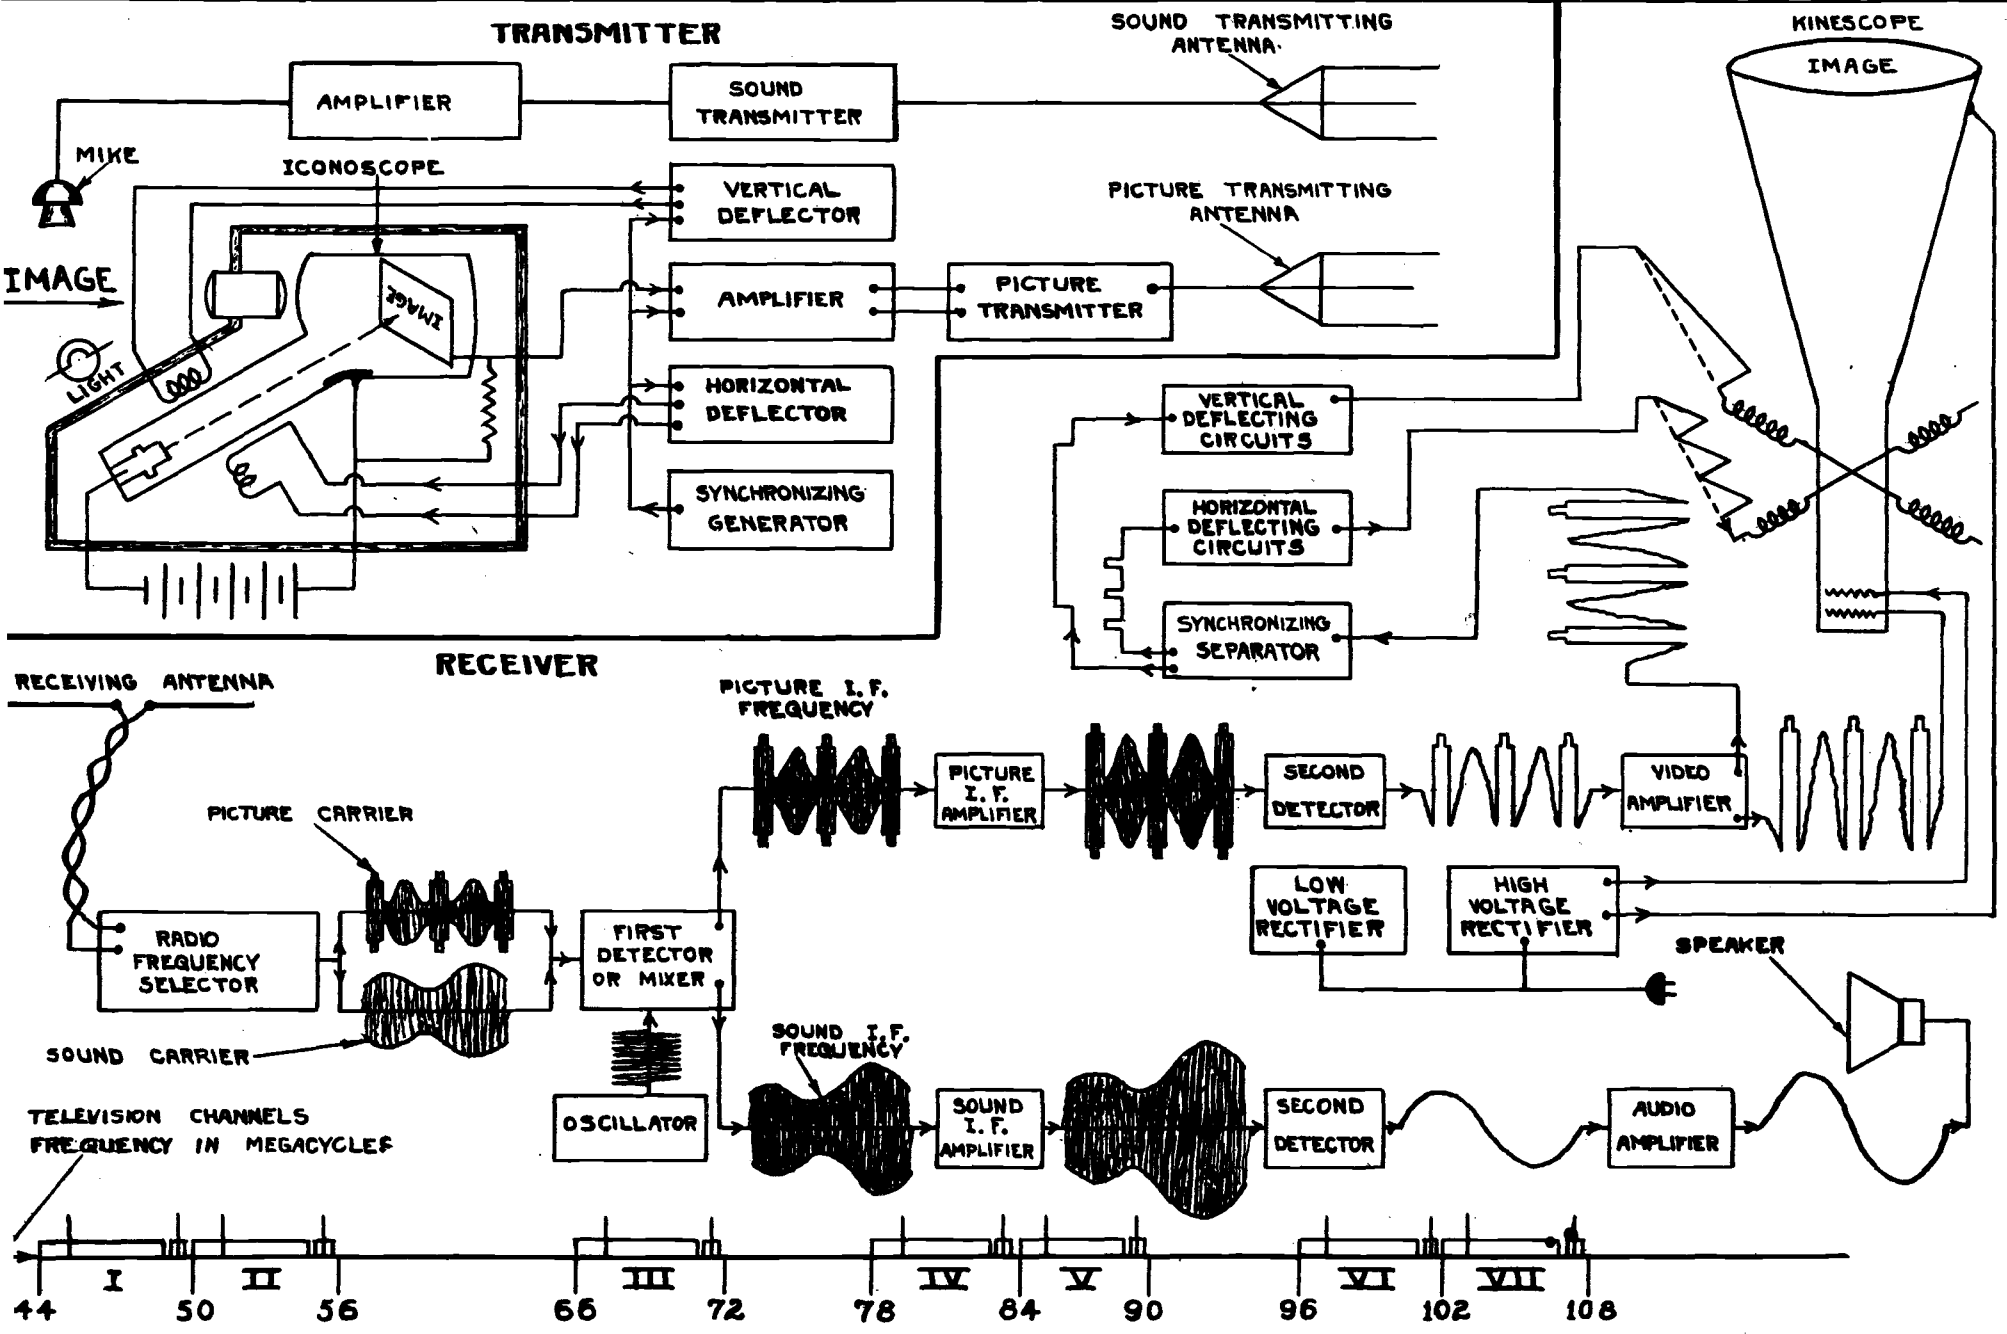 TRANSMITTER
SOUND TRANSMITTING
ANTENNA.
KINESCOPE
IMAGE
AMPLIFIER
SOUND
TRANSMITTER
MIKE
ICONOSCOPE
VERTICAL
DEFLECTOR
PICTURE TRANSMITTING
ANTENNA
IMAGE
IMAGE
AMPLIFIER
PICTURE
TRANSMITTER
LIGHT
HORIZONTAL
DEFLECTOR
VERTICAL
DEFLECTING
CIRCUITS
SYNCHRONIZING
GENERATOR
HORIZONTAL
DEFLECTING
CIRCUITS
SYNCHRONIZING
SEPARATOR
RECEIVER
RECEIVING ANTENNA
PICTURE I.F.
FREQUENCY
PICTURE
I.F.
AMPLIFIER
SECOND
DETECTOR
VIDEO
AMPLIFIER
PICTURE CARRIER
LOW
VOLTAGE
RECTIFIER
HIGH
VOLTAGE
RECTIFIER
RADIO
FREQUENCY
SELECTOR
FIRST
DETECTOR
OR MIXER
SPEAKER
SOUND CARRIER
SOUND I.F.
FREQUENCY
OSCILLATOR
SOUND
I.F.
AMPLIFIER
SECOND
DETECTOR
AUDIO
AMPLIFIER
TELEVISION CHANNELS
FREQUENCY IN MEGACYCLES
I II III IV V VI VII
44 50 56 66 72 78 84 90 96 102 108